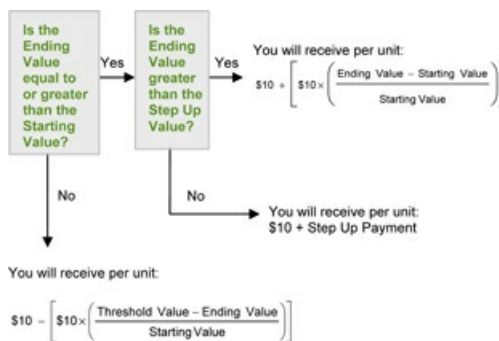 Is the
Ending
Value
equal to
or greater
than the
Starting
Value?
Yes
Is the
Ending
Value
greater
than the
Step Up
Value?
Yes
You will receive per unit:
$10 + [ $10× ( Ending Value – Starting Value
Starting Value ) ]
No
No
You will receive per unit:
$10 + Step Up Payment
You will receive per unit:
$10 – [ $10× ( Threshold Value – Ending Value
Starting Value ) ]